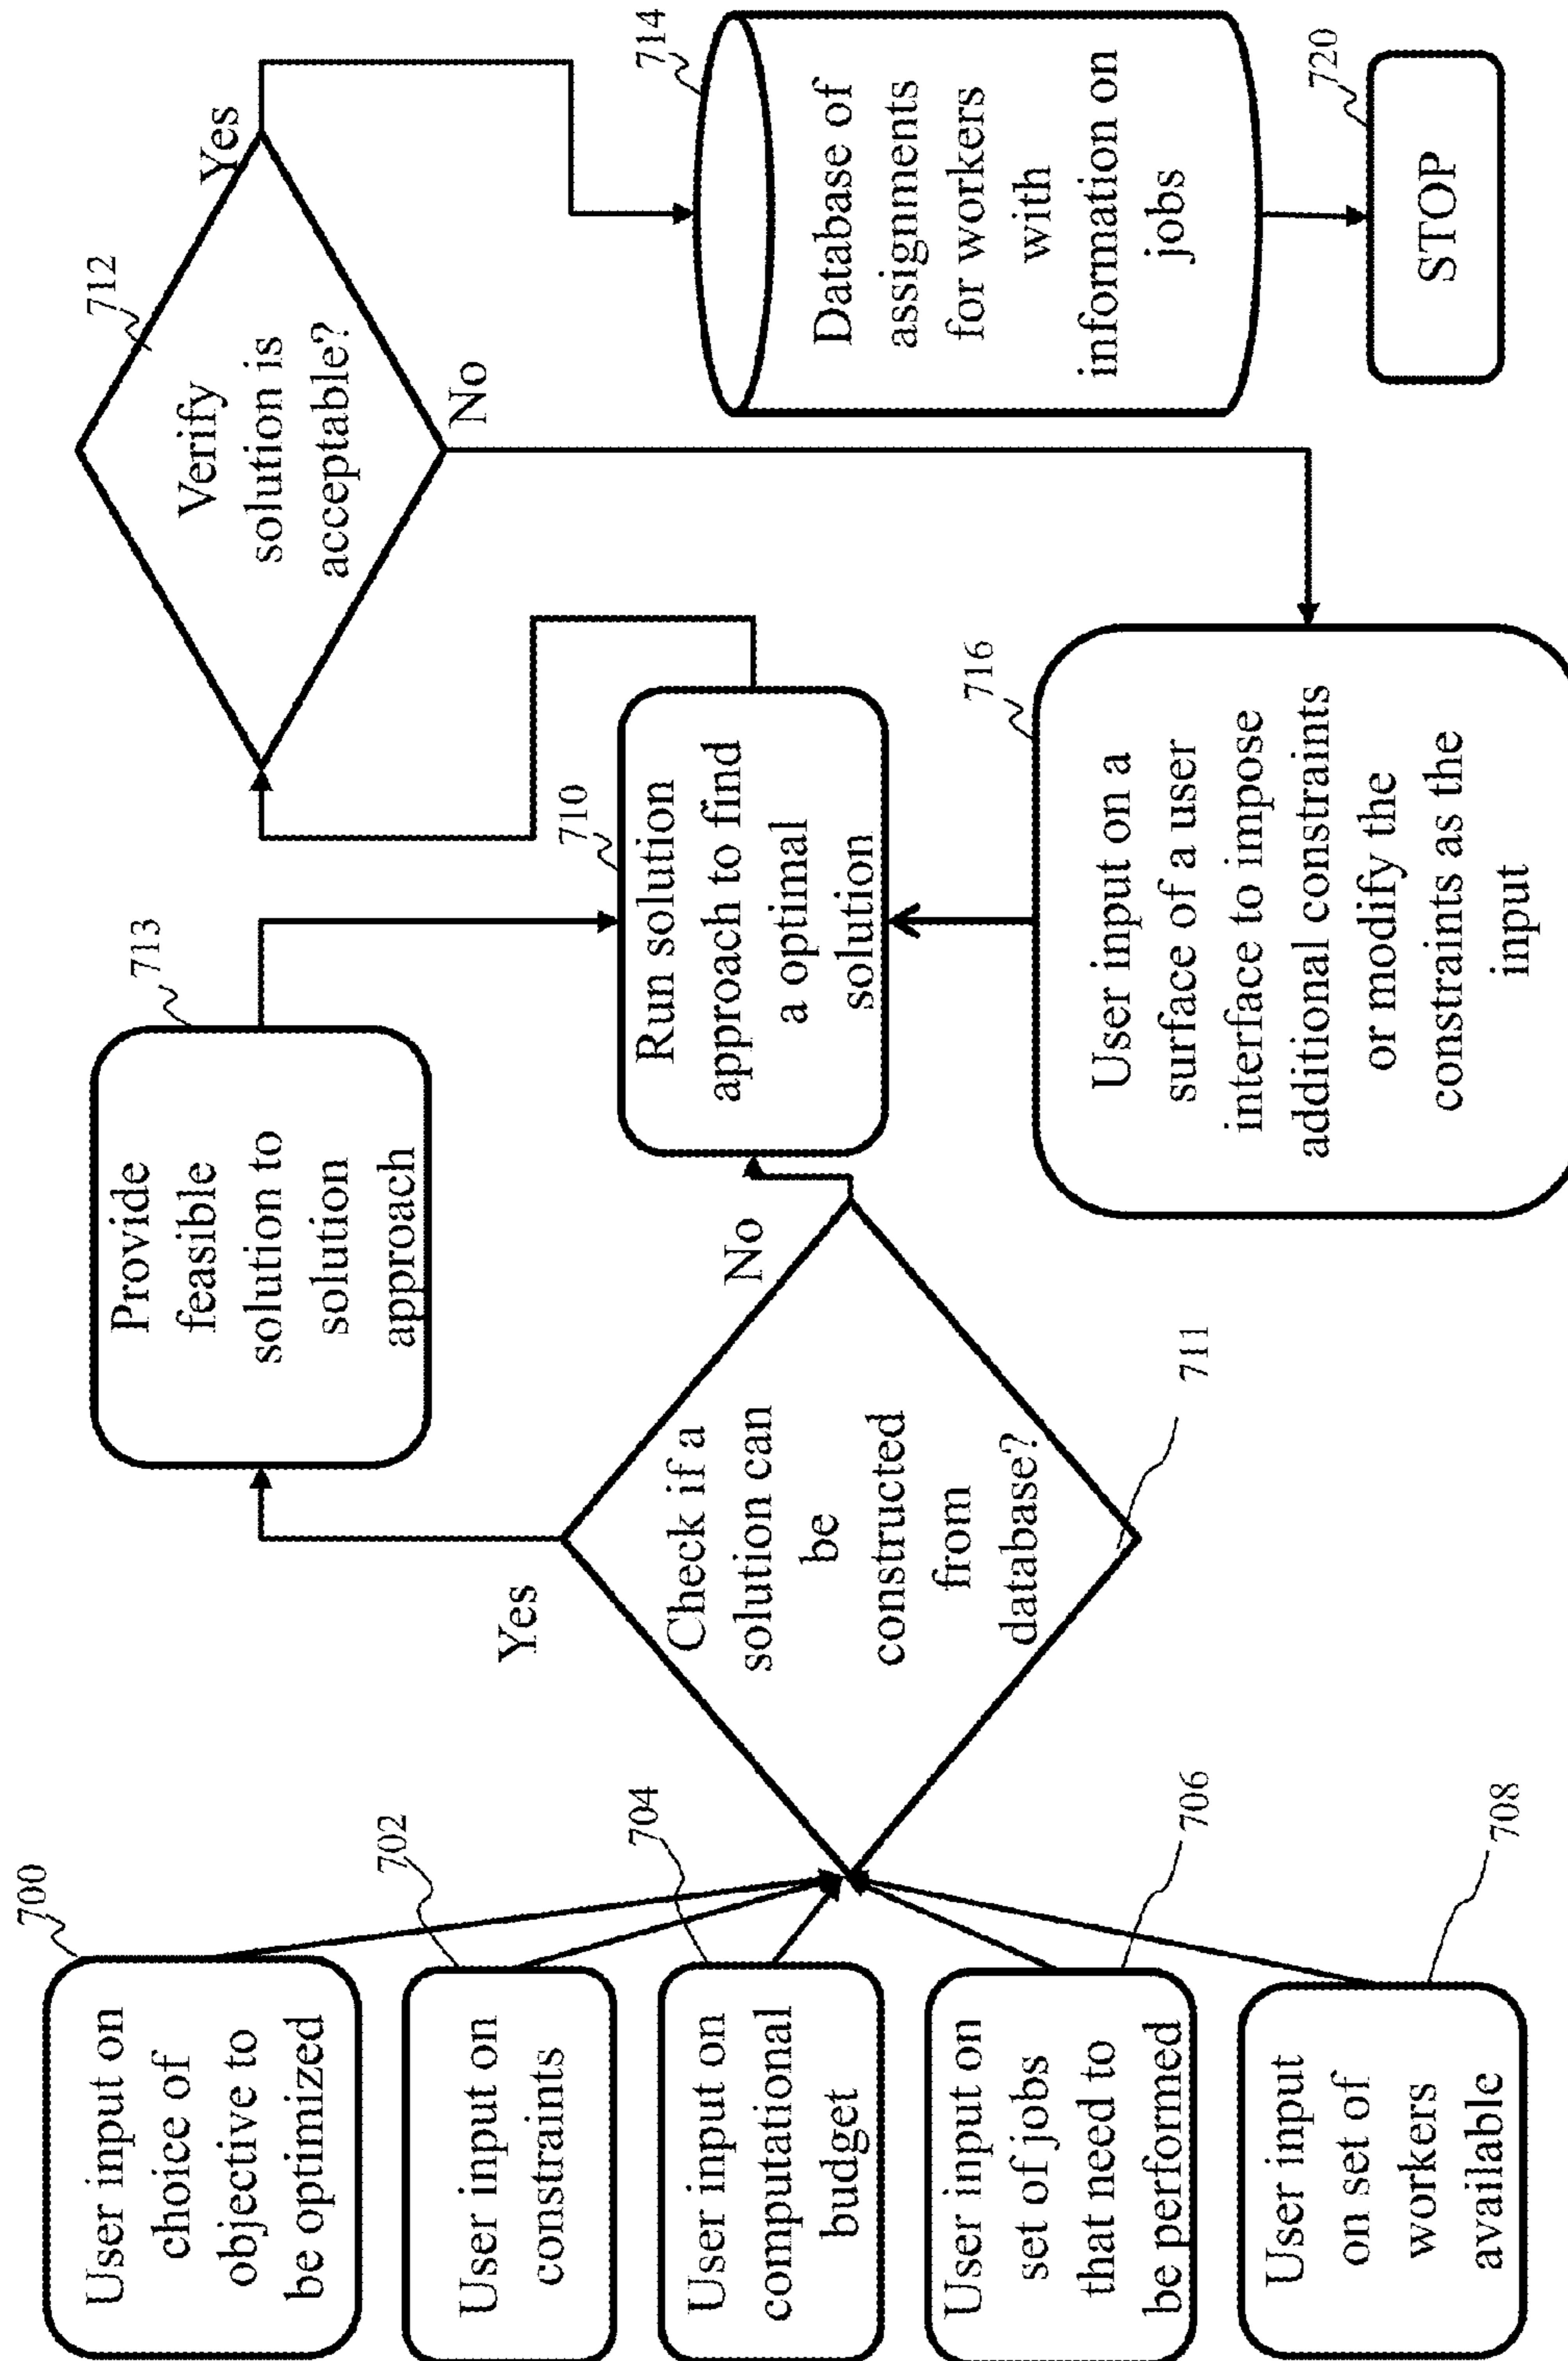 700
User input on
choice of
objective to
be optimized
702
User input on
constraints
704
User input on
computational
budget
User input on
set of jobs
that need to
be performed
706
User input
on set of
workers
available
708
Yes
Check if a
solution can
be
constructed
from
database?
No
711
713
Provide
feasible
solution to
solution
approach
710
Run solution
approach to find
a optimal
solution
716
User input on a
surface of a user
interface to impose
additional constraints
or modify the
constraints as the
input
712
Verify
solution is
acceptable?
Yes
No
714
Database of
assignments
for workers
with
information on
jobs
720
STOP